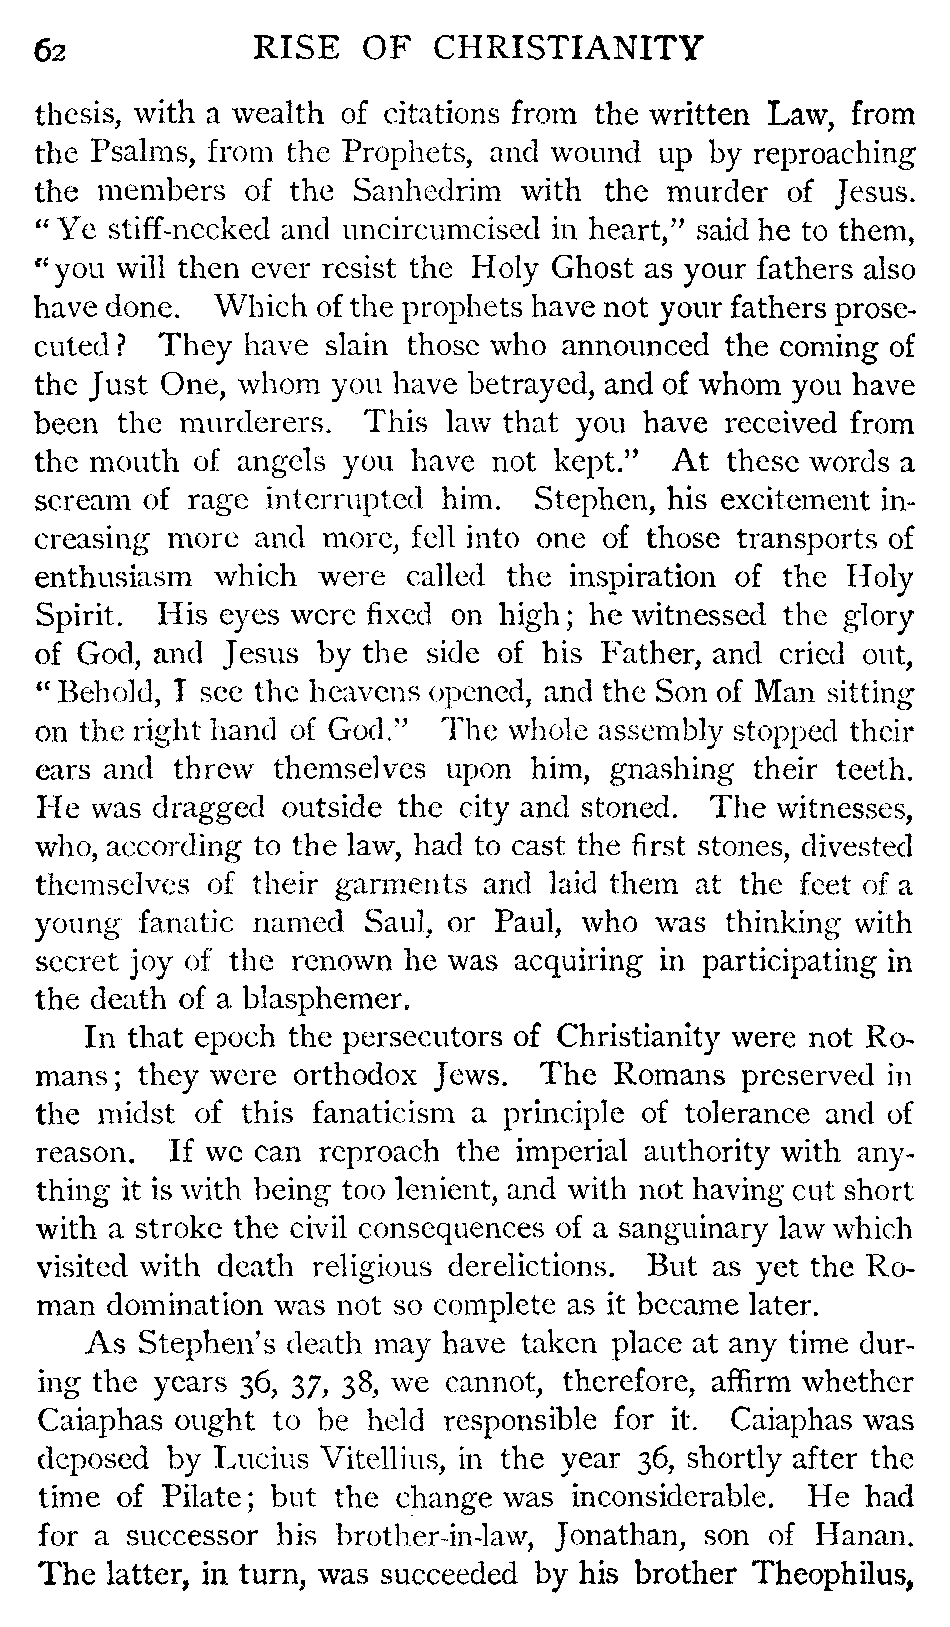 62 RISE OF CHRISTIANITY
thesis, with a wealth of citations from the written Law, from
the Psalms, from the Prophets, and wound up by reproaching
the members of the Sanhedrim with the murder of Jesus.
“Ye stiff-necked and uncircumcised in heart,” said he to them,
“you will then ever resist the Holy Ghost as your fathers also
have done. Which of the prophets have not your fathers prose-
cuted? They have slain those who announced the coming of
the Just One, whom you have betrayed, and of whom you have
been the murderers. This law that you have received from
the mouth of angels you have not kept.” At these words a
scream of rage interrupted him. Stephen, his excitement in-
creasing more and more, fell into one of those transports of
enthusiasm which were called the inspiration of the Holy
Spirit. His eyes were fixed on high; he witnessed the glory
of God, and Jesus by the side of his Father, and cried out,
“Behold, I see the heavens opened, and the Son of Man sitting
on the right hand of God.” The whole assembly stopped their
ears and threw themselves upon him, gnashing their teeth.
He was dragged outside the city and stoned. The witnesses,
who, according to the law, had to cast the first stones, divested
themselves of their garments and laid them at the feet of a
young fanatic named Saul, or Paul, who was thinking with
secret joy of the renown he was acquiring in participating in
the death of a blasphemer.
In that epoch the persecutors of Christianity were not Ro-
mans; they were orthodox Jews. The Romans preserved in
the midst of this fanaticism a principle of tolerance and of
reason. If we can reproach the imperial authority with any-
thing it is with being too lenient, and with not having cut short
with a stroke the civil consequences of a sanguinary law which
visited with death religious derelictions. But as yet the Ro-
man domination was not so complete as it became later.
As Stephen’s death may have taken place at any time dur-
ing the years 36, 37, 38, we cannot, therefore, affirm whether
Caiaphas ought to be held responsible for it. Caiaphas was
deposed by Lucius Vitellius, in the year 36, shortly after the
time of Pilate; but the change was inconsiderable. He had
for a successor his brother-in-law, Jonathan, son of Hanan.
The latter, in turn, was succeeded by his brother Theophilus,